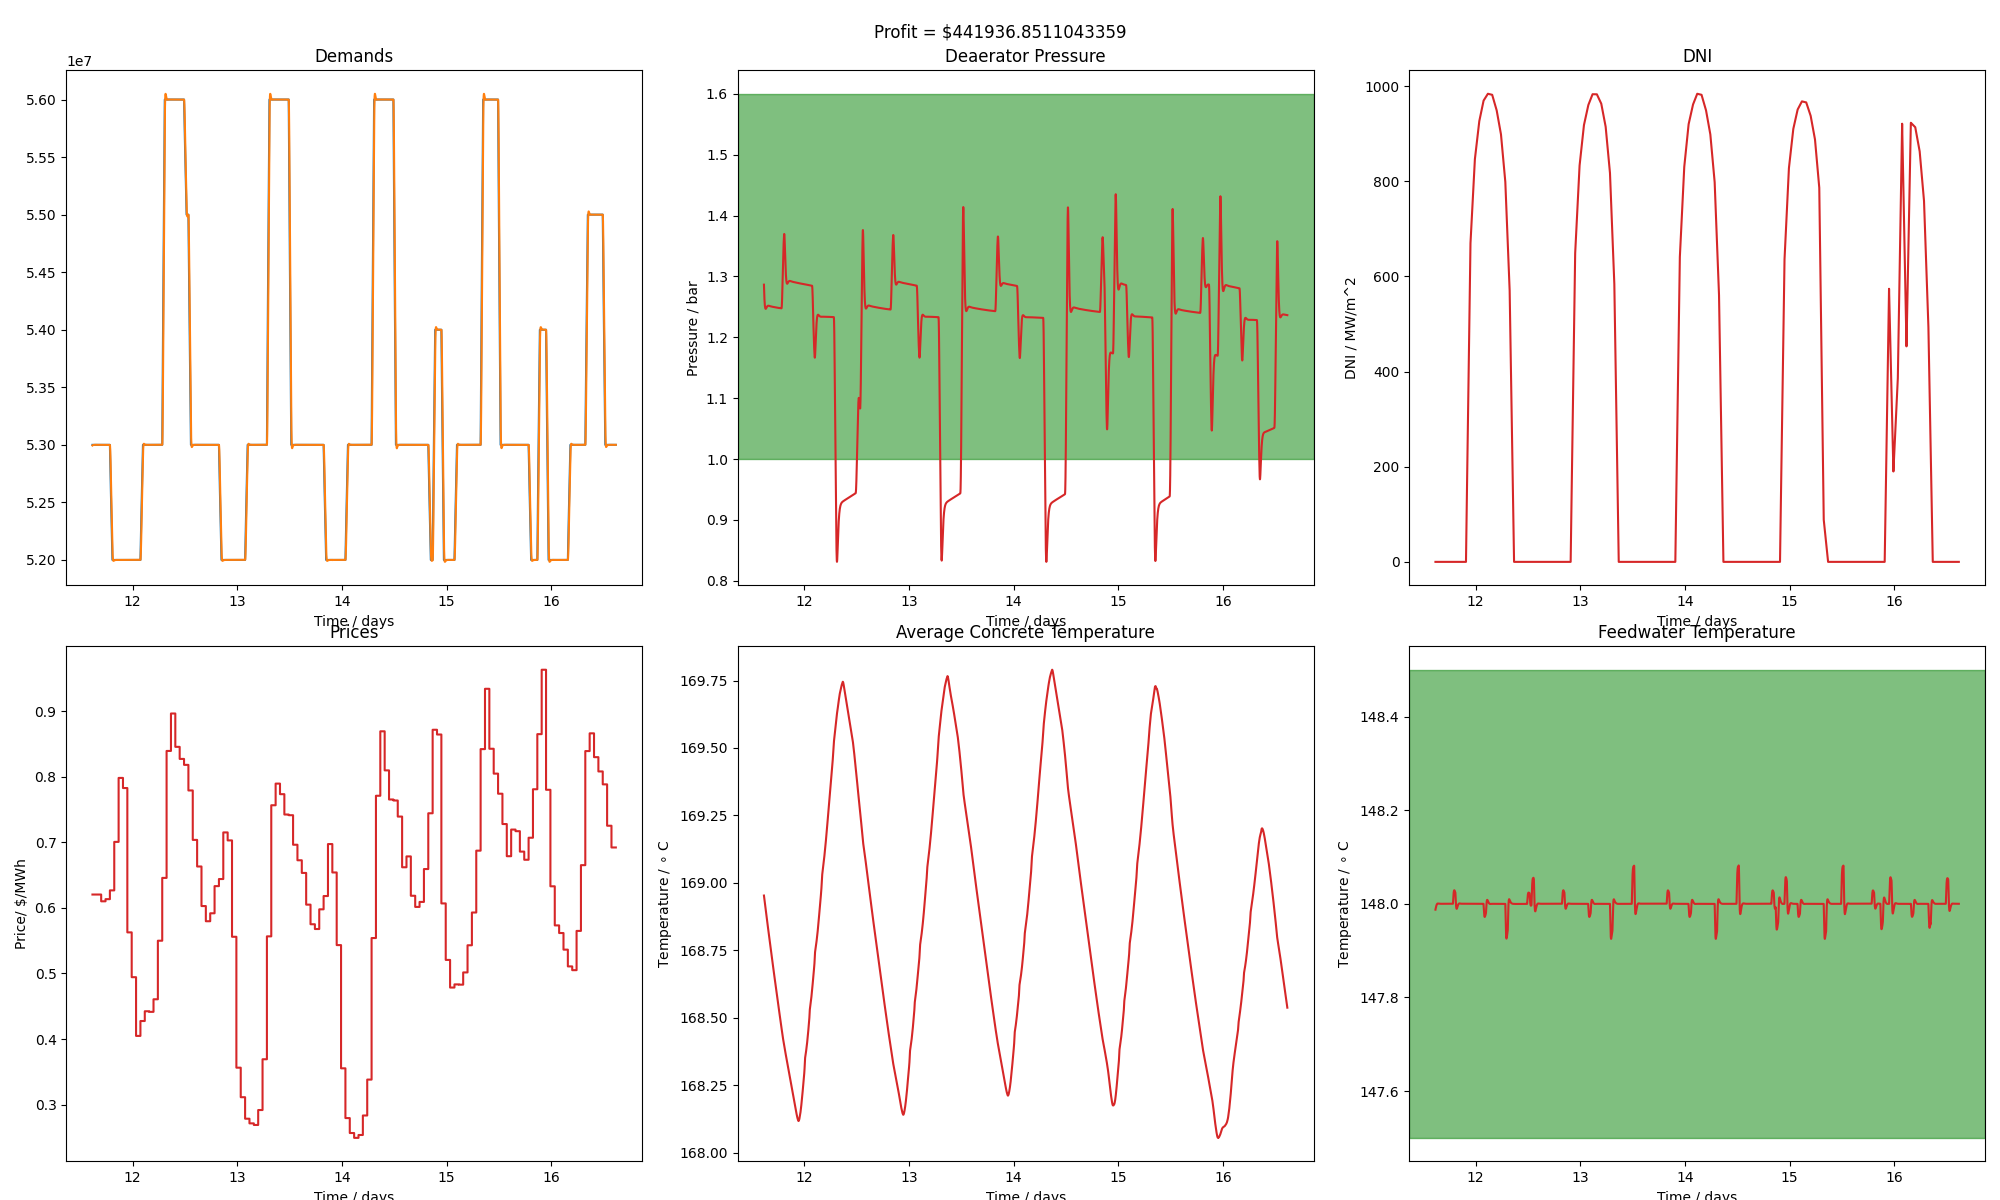 Profit = $441936.8511043359
Demands
1e7
5.60
5.55
5.50
5.45
5.40
5.35
5.30
5.25
5.20
12 13 14 15 16
Time / days
Deaerator Pressure
Pressure / bar
1.6
1.5
1.4
1.3
1.2
1.1
1.0
0.9
0.8
12 13 14 15 16
Time / days
DNI
DNI / MW/m^2
1000
800
600
400
200
0
12 13 14 15 16
Time / days
Prices
Price/ $/MWh
0.9
0.8
0.7
0.6
0.5
0.4
0.3
12 13 14 15 16
Time / days
Average Concrete Temperature
Temperature / ∘ C
169.75
169.50
169.25
169.00
168.75
168.50
168.25
168.00
12 13 14 15 16
Time / days
Feedwater Temperature
Temperature / ∘ C
148.4
148.2
148.0
147.8
147.6
12 13 14 15 16
Time / days